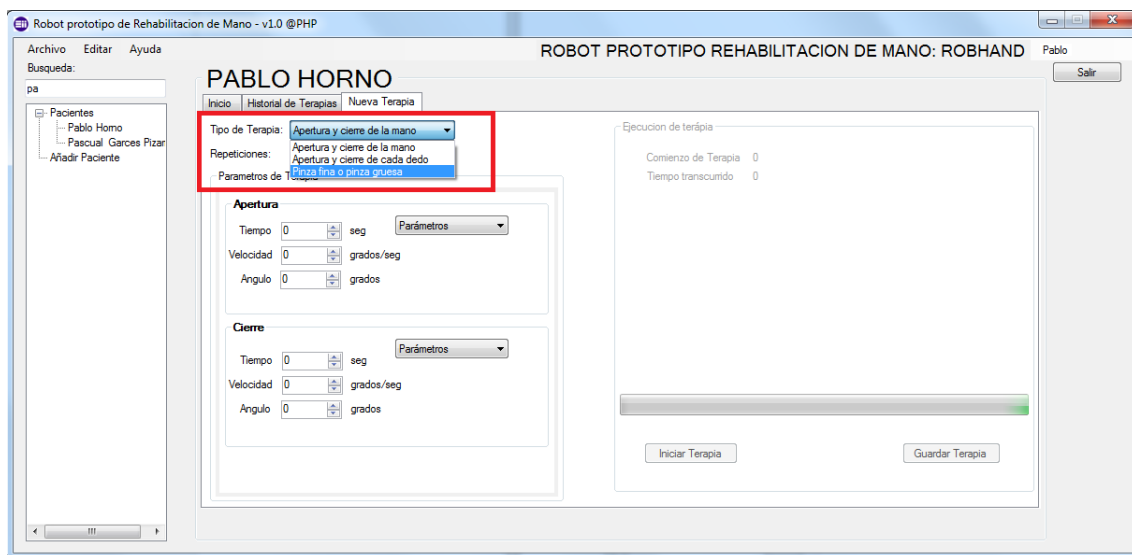 Robot prototipo de Rehabilitacion de Mano - v1.0 @PHP
Archivo Editar Ayuda
ROBOT PROTOTIPO REHABILITACION DE MANO: ROBHAND
Pablo
Salir
Busqueda:
pa
Pacientes
Pablo Horno
Pascual Garces Pizar
Añadir Paciente
PABLO HORNO
Inicio Historial de Terapias Nueva Terapia
Tipo de Terapia: Apertura y cierre de la mano
Apertura y cierre de la mano
Apertura y cierre de cada dedo
Pinza fina o pinza gruesa
Repeticiones:
Parametros de Terapia
Apertura
Tiempo 0 seg Parámetros
Velocidad 0 grados/seg
Angulo 0 grados
Cierre
Tiempo 0 seg Parámetros
Velocidad 0 grados/seg
Angulo 0 grados
Ejecucion de terápia
Comienzo de Terapia 0
Tiempo transcurrido 0
Iniciar Terapia Guardar Terapia